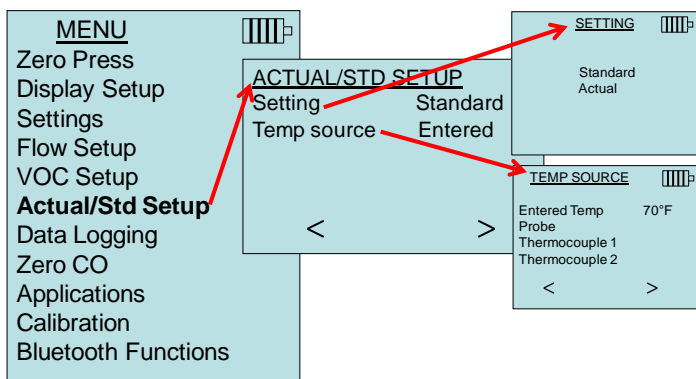 MENU
Zero Press
Display Setup
Settings
Flow Setup
VOC Setup
Actual/Std Setup
Data Logging
Zero CO
Applications
Calibration
Bluetooth Functions
ACTUAL/STD SETUP
Setting Standard
Temp source Entered
< >
SETTING
Standard
Actual
TEMP SOURCE
Entered Temp 70°F
Probe
Thermocouple 1
Thermocouple 2
< >